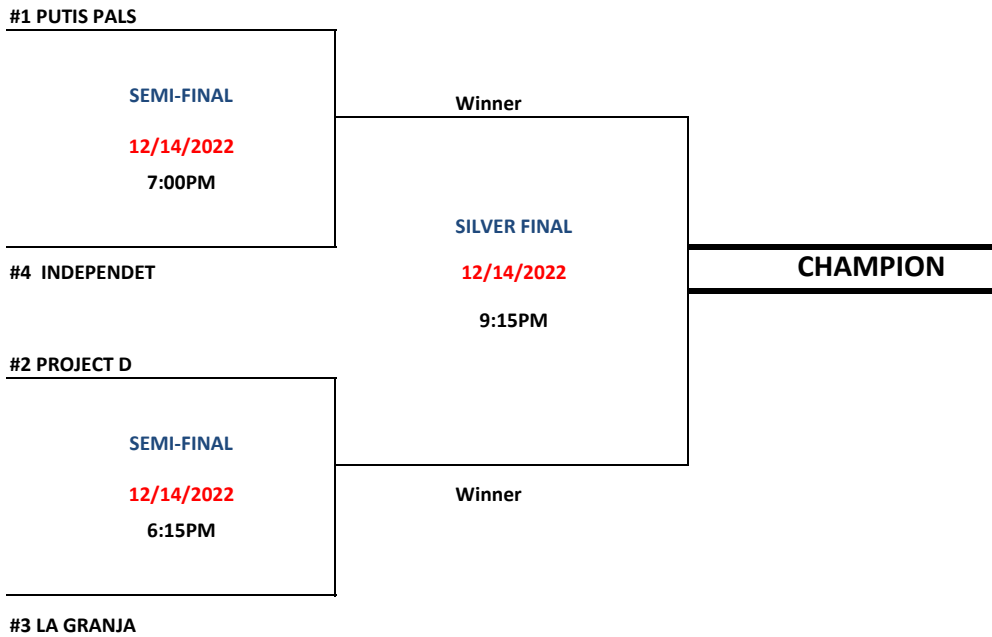 #1 PUTIS PALS
SEMI-FINAL
12/14/2022
7:00PM
#4 INDEPENDET
Winner
SILVER FINAL
12/14/2022
9:15PM
CHAMPION
#2 PROJECT D
SEMI-FINAL
12/14/2022
6:15PM
#3 LA GRANJA
Winner